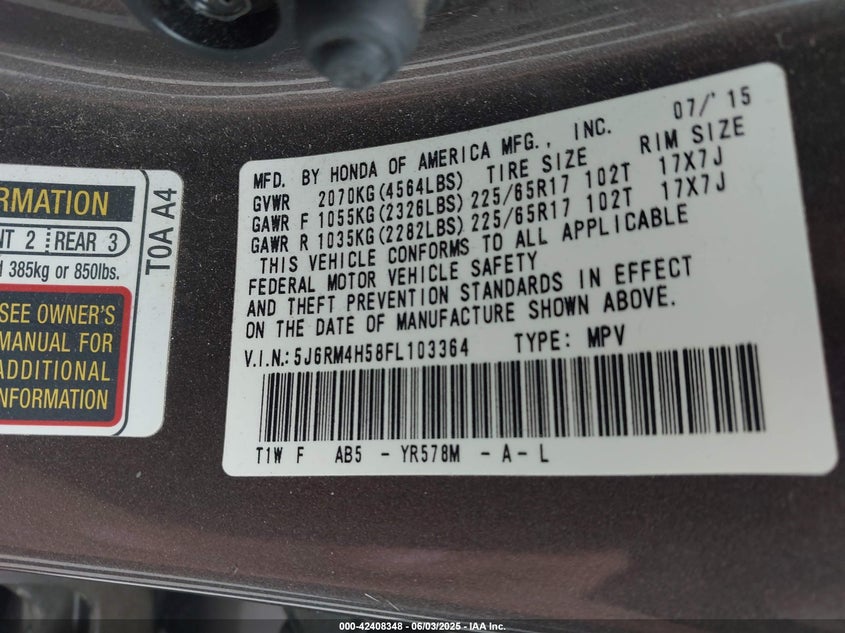 RMATION
NT 2 REAR 3
385kg or 850lbs.
SEE OWNER'S
MANUAL FOR
ADDITIONAL
INFORMATION
T0A A4
07/'15
MFD. BY HONDA OF AMERICA MFG., INC.
GVWR 2070KG(4564LBS) TIRE SIZE RIM SIZE
GAWR F 1055KG(2326LBS) 225/65R17 102T 17X7J
GAWR R 1035KG(2282LBS) 225/65R17 102T 17X7J
THIS VEHICLE CONFORMS TO ALL APPLICABLE
FEDERAL MOTOR VEHICLE SAFETY
AND THEFT PREVENTION STANDARDS IN EFFECT
ON THE DATE OF MANUFACTURE SHOWN ABOVE.
V.I.N.: 5J6RM4H58FL103364 TYPE: MPV
T1W F AB5 - YR578M - A - L
000-42408348 - 06/03/2025 - IAA Inc.